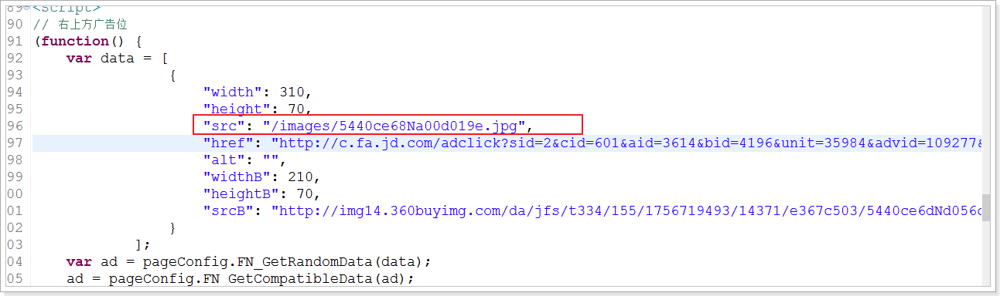 89 <script>
90 // 右上方广告位
91 (function() {
92     var data = [
93                 {
94                     "width": 310,
95                     "height": 70,
96                     "src": "/images/5440ce68Na00d019e.jpg",
97                     "href": "http://c.fa.jd.com/adclick?sid=2&cid=601&aid=3614&bid=4196&unit=35984&advid=109277&
98                     "alt": "",
99                     "widthB": 210,
00                     "heightB": 70,
01                     "srcB": "http://img14.360buyimg.com/da/jfs/t334/155/1756719493/14371/e367c503/5440ce6dNd056c
02                 }
03             ];
04     var ad = pageConfig.FN_GetRandomData(data);
05     ad = pageConfig.FN_GetCompatibleData(ad);